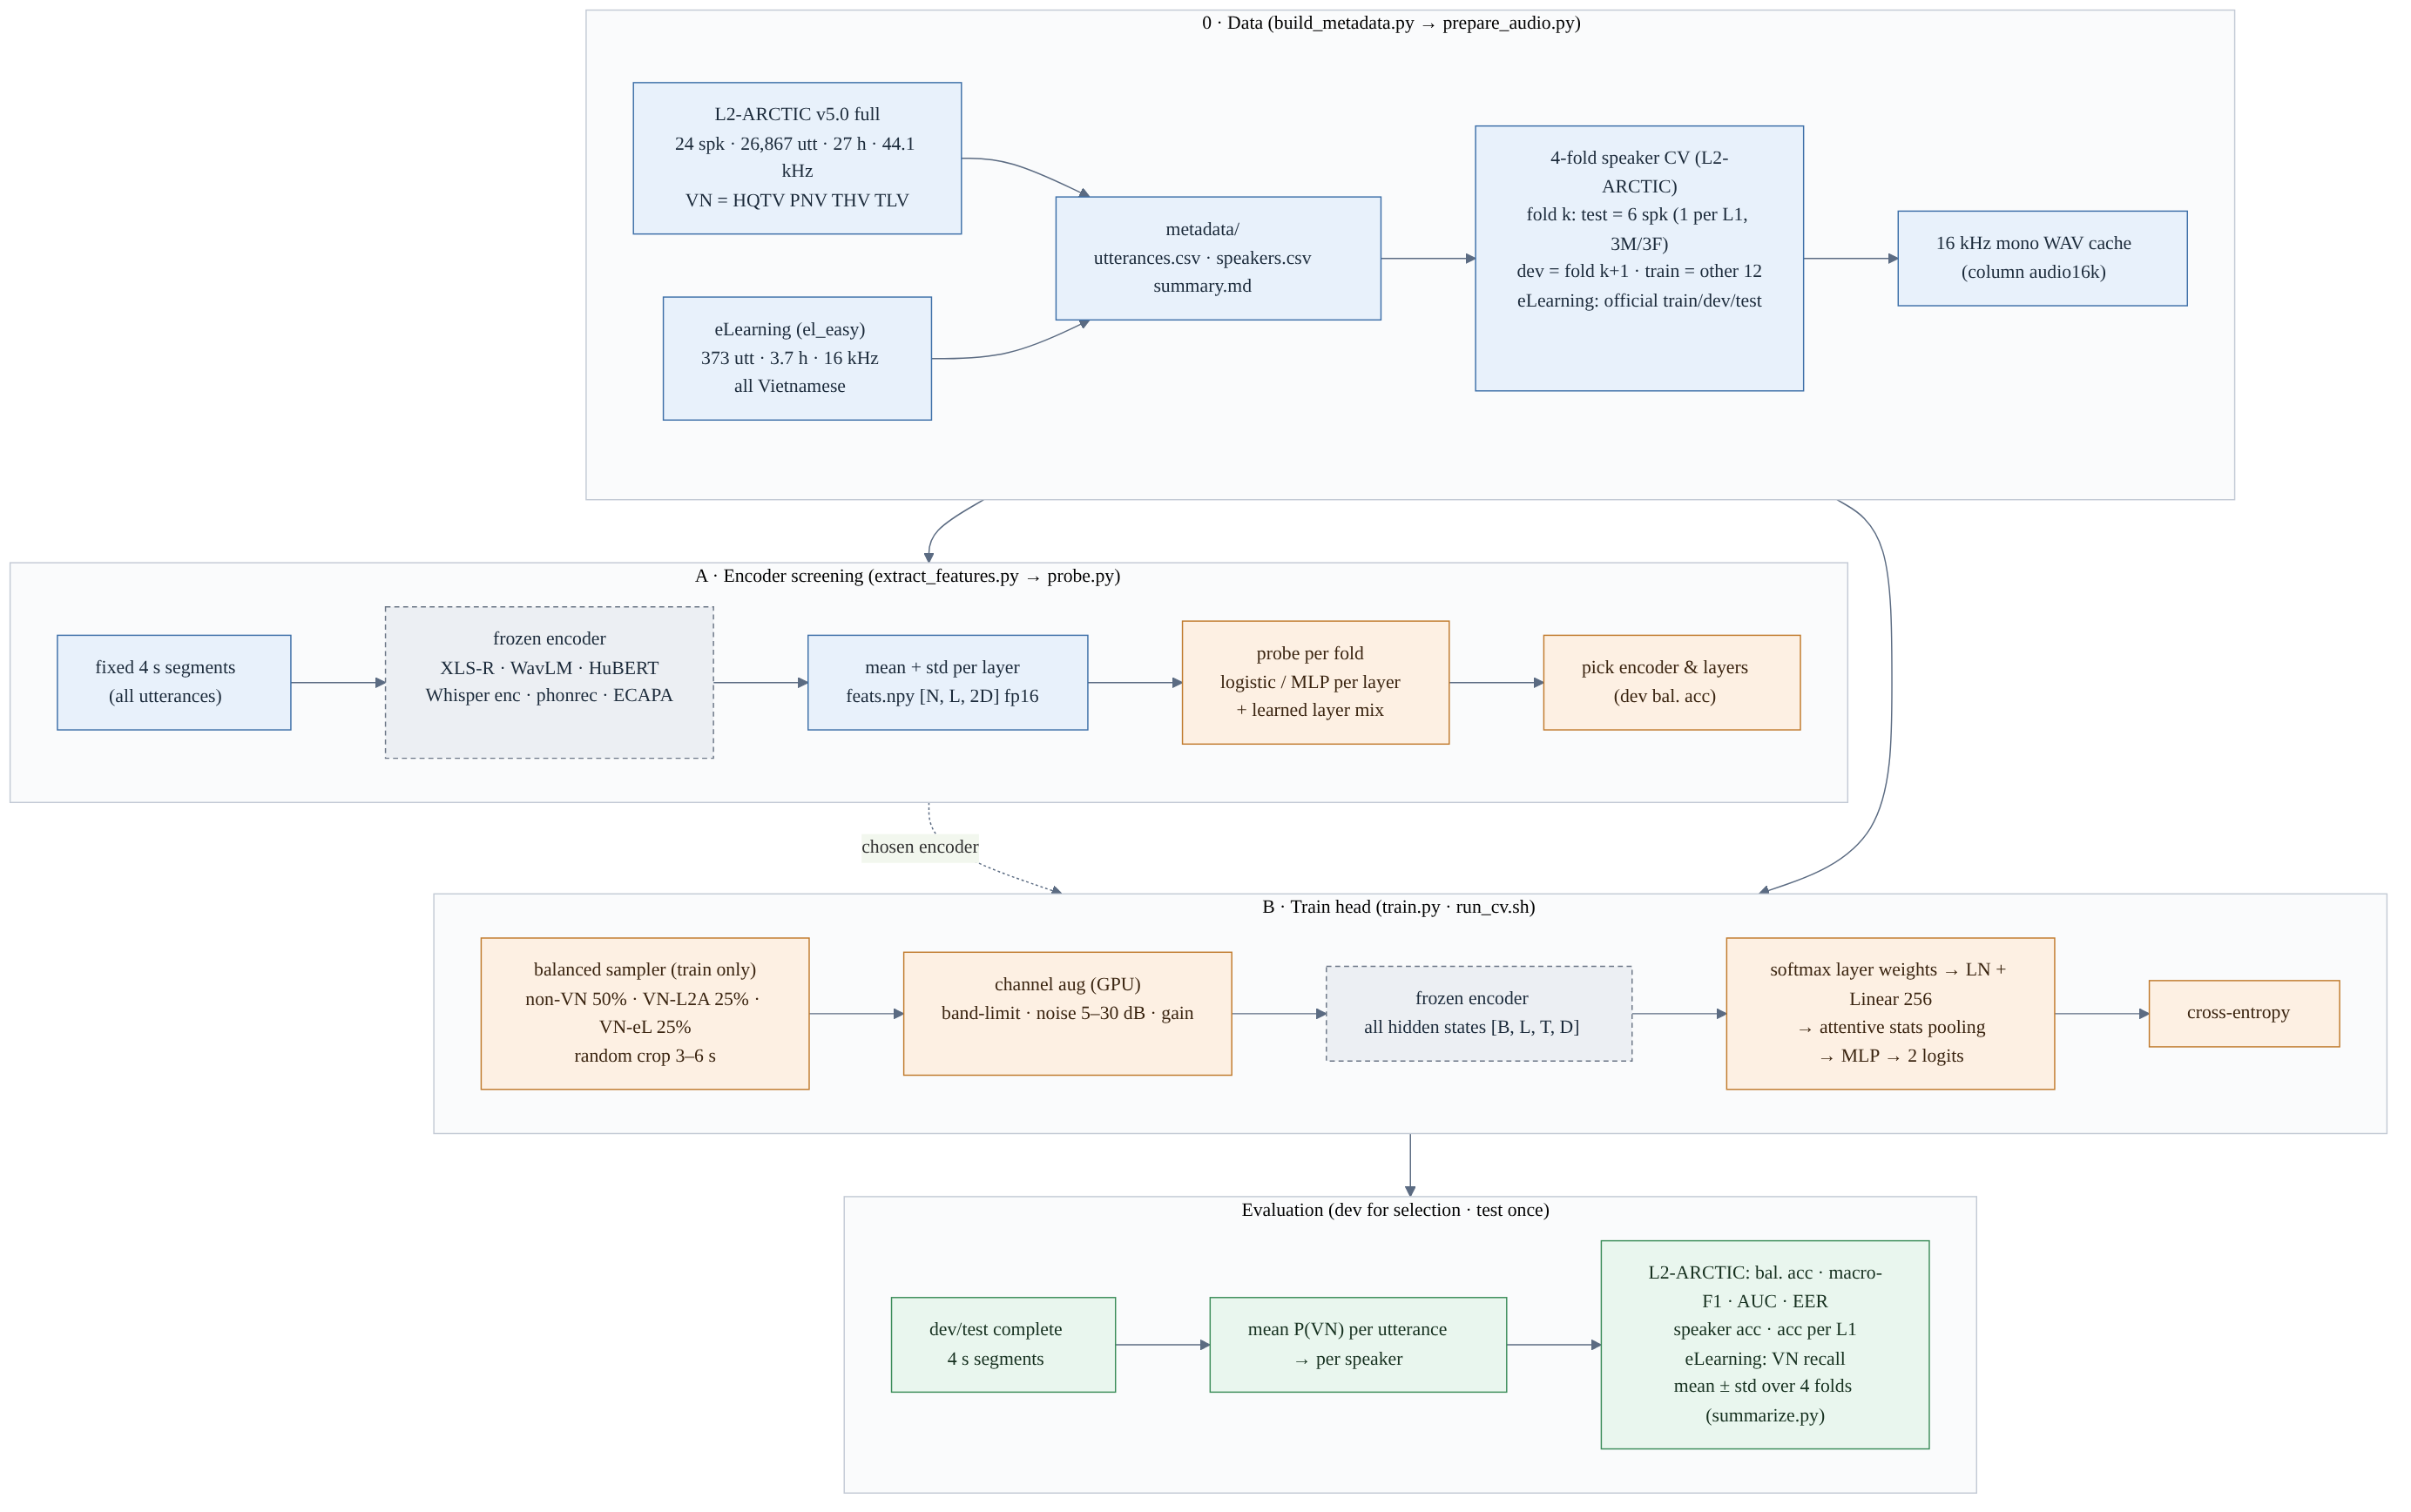 0 · Data (build_metadata.py → prepare_audio.py)
L2-ARCTIC v5.0 full
24 spk · 26,867 utt · 27 h · 44.1
kHz
VN = HQTV PNV THV TLV
eLearning (el_easy)
373 utt · 3.7 h · 16 kHz
all Vietnamese
metadata/
utterances.csv · speakers.csv
summary.md
4-fold speaker CV (L2-
ARCTIC)
fold k: test = 6 spk (1 per L1,
3M/3F)
dev = fold k+1 · train = other 12
eLearning: official train/dev/test
16 kHz mono WAV cache
(column audio16k)
A · Encoder screening (extract_features.py → probe.py)
fixed 4 s segments
(all utterances)
frozen encoder
XLS-R · WavLM · HuBERT
Whisper enc · phonrec · ECAPA
mean + std per layer
feats.npy [N, L, 2D] fp16
probe per fold
logistic / MLP per layer
+ learned layer mix
pick encoder & layers
(dev bal. acc)
chosen encoder
B · Train head (train.py · run_cv.sh)
balanced sampler (train only)
non-VN 50% · VN-L2A 25% ·
VN-eL 25%
random crop 3–6 s
channel aug (GPU)
band-limit · noise 5–30 dB · gain
frozen encoder
all hidden states [B, L, T, D]
softmax layer weights → LN +
Linear 256
→ attentive stats pooling
→ MLP → 2 logits
cross-entropy
Evaluation (dev for selection · test once)
dev/test complete
4 s segments
mean P(VN) per utterance
→ per speaker
L2-ARCTIC: bal. acc · macro-
F1 · AUC · EER
speaker acc · acc per L1
eLearning: VN recall
mean ± std over 4 folds
(summarize.py)